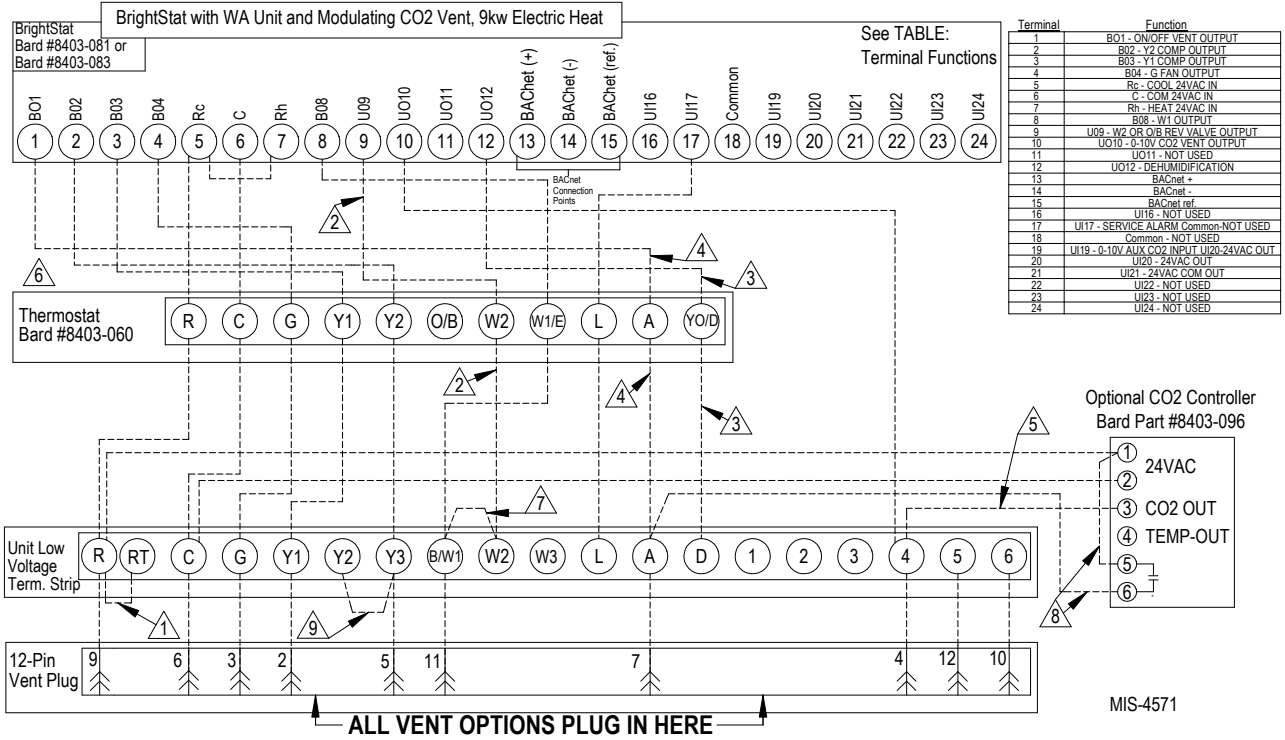 BrightStat with WA Unit and Modulating CO2 Vent, 9kw Electric Heat
BrightStat
Bard #8403-081 or
Bard #8403-083
See TABLE:
Terminal Functions
BO1
B02
B03
B04
Rc
C
Rh
B08
U09
UO10
UO11
UO12
BAChet (+)
BAChet (-)
BAChet (ref.)
UI16
UI17
Common
UI19
UI20
UI21
UI22
UI23
UI24
1 2 3 4 5 6 7 8 9 10 11 12 13 14 15 16 17 18 19 20 21 22 23 24
BACnet
Connection
Points
2
4
3
6
Thermostat
Bard #8403-060
R C G Y1 Y2 O/B W2 W1/E L A YO/D
2
4
3
5
7
Unit Low
Voltage
Term. Strip
R RT C G Y1 Y2 Y3 B/W1 W2 W3 L A D 1 2 3 4 5 6
1
9
8
12-Pin
Vent Plug
9 6 3 2 5 11 7 4 12 10
ALL VENT OPTIONS PLUG IN HERE
Terminal Function
1 BO1 - ON/OFF VENT OUTPUT
2 B02 - Y2 COMP OUTPUT
3 B03 - Y1 COMP OUTPUT
4 B04 - G FAN OUTPUT
5 Rc - COOL 24VAC IN
6 C - COM 24VAC IN
7 Rh - HEAT 24VAC IN
8 B08 - W1 OUTPUT
9 U09 - W2 OR O/B REV VALVE OUTPUT
10 UO10 - 0-10V CO2 VENT OUTPUT
11 UO11 - NOT USED
12 UO12 - DEHUMIDIFICATION
13 BACnet +
14 BACnet -
15 BACnet ref.
16 UI16 - NOT USED
17 UI17 - SERVICE ALARM Common-NOT USED
18 Common - NOT USED
19 UI19 - 0-10V AUX CO2 INPUT UI20-24VAC OUT
20 UI20 - 24VAC OUT
21 UI21 - 24VAC COM OUT
22 UI22 - NOT USED
23 UI23 - NOT USED
24 UI24 - NOT USED
Optional CO2 Controller
Bard Part #8403-096
1
24VAC
2
3 CO2 OUT
4 TEMP-OUT
5
6
MIS-4571